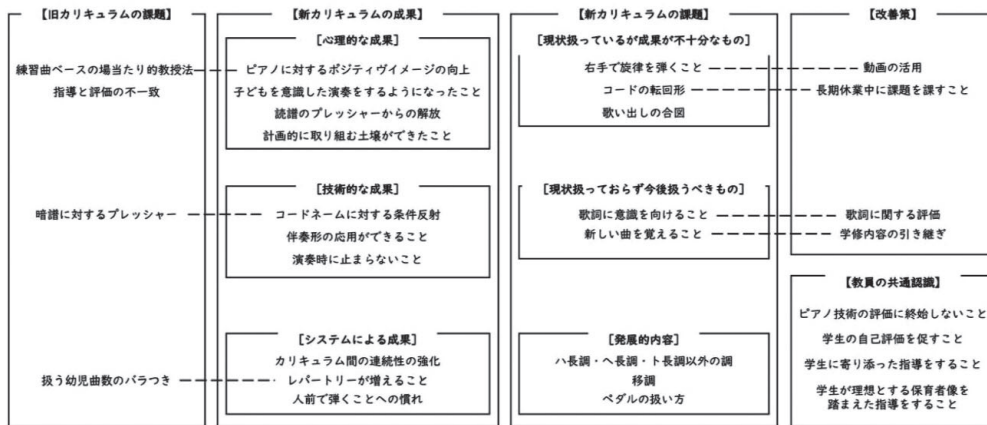 【旧カリキュラムの課題】
練習曲ベースの場当たり的教授法
指導と評価の不一致
暗譜に対するプレッシャー
扱う幼児曲数のバラつき
【新カリキュラムの成果】
[心理的な成果]
ピアノに対するポジティヴイメージの向上
子どもを意識した演奏をするようになったこと
読譜のプレッシャーからの解放
計画的に取り組む土壌ができたこと
[技術的な成果]
コードネームに対する条件反射
伴奏形の応用ができること
演奏時に止まらないこと
[システムによる成果]
カリキュラム間の連続性の強化
レパートリーが増えること
人前で弾くことへの慣れ
【新カリキュラムの課題】
[現状扱っているが成果が不十分なもの]
右手で旋律を弾くこと
コードの転回形
歌い出しの合図
[現状扱っておらず今後扱うべきもの]
歌詞に意識を向けること
新しい曲を覚えること
[発展的内容]
ハ長調・ヘ長調・ト長調以外の調
移調
ペダルの扱い方
【改善策】
動画の活用
長期休業中に課題を課すこと
歌詞に関する評価
学修内容の引き継ぎ
【教員の共通認識】
ピアノ技術の評価に終始しないこと
学生の自己評価を促すこと
学生に寄り添った指導をすること
学生が理想とする保育者像を
踏まえた指導をすること